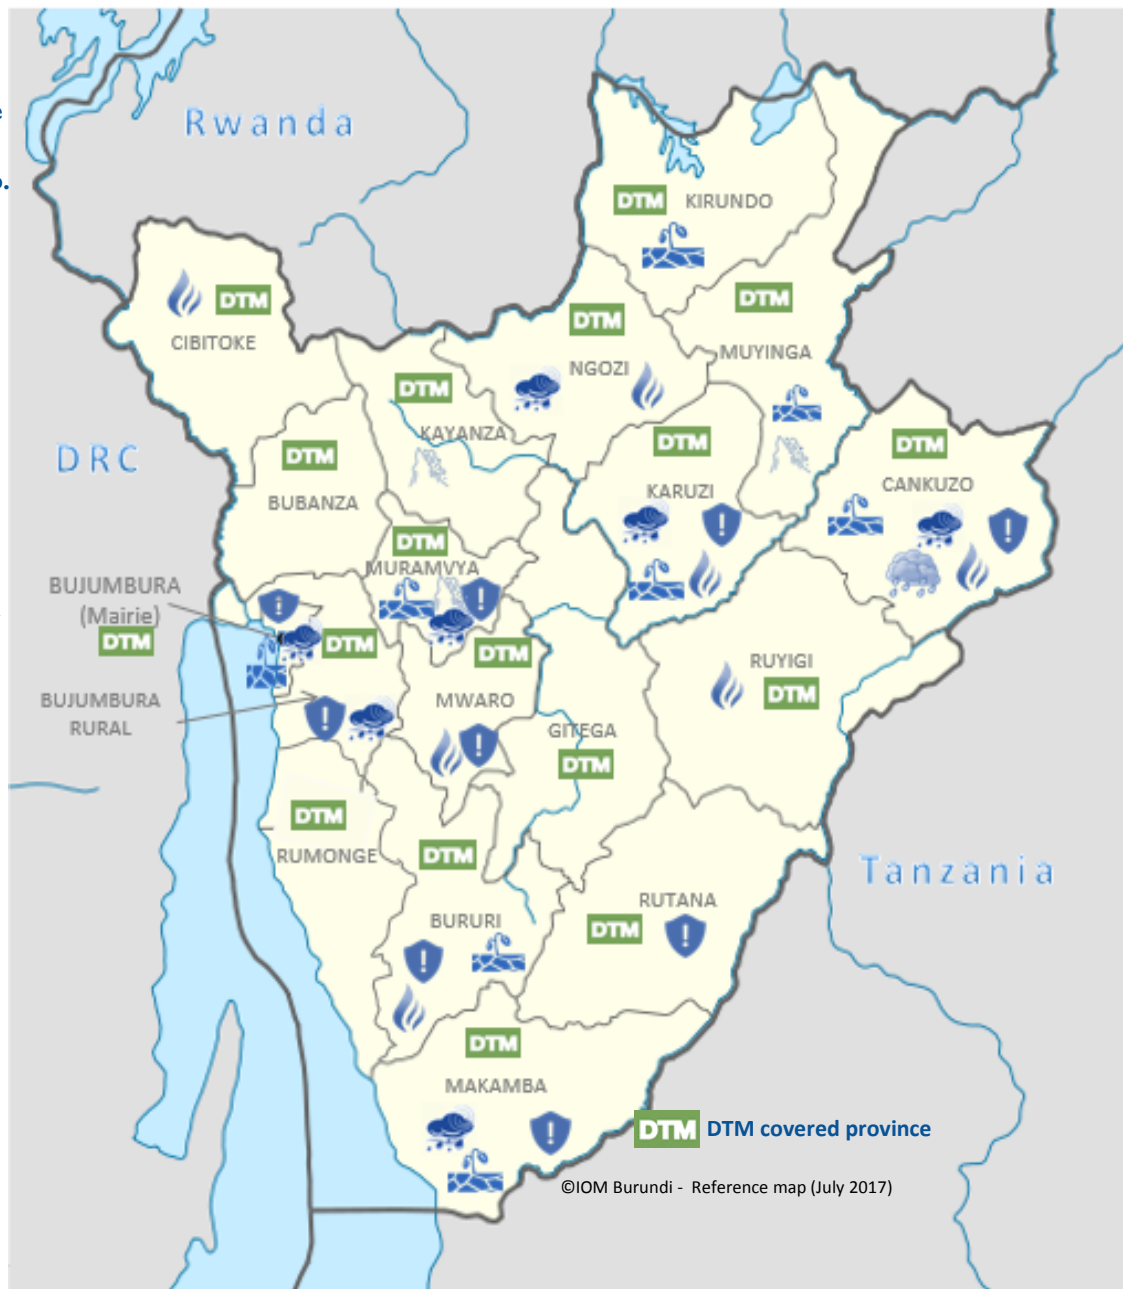 e
o.
Rwanda
DTM KIRUNDO
DTM
CIBITOKE
DTM
MUYINGA
DTM
NGOZI
DTM
KAYANZA
DRC
DTM
BUBANZA
DTM
KARUZI
DTM
CANKUZO
DTM
MURAMVYA
BUJUMBURA
(Mairie)
DTM
DTM
BUJUMBURA
RURAL
DTM
MWARO
RUYIGI
DTM
GITEGA
DTM
DTM
RUMONGE
DTM
BURURI
RUTANA
DTM
Tanzania
DTM
MAKAMBA
DTM DTM covered province
©IOM Burundi - Reference map (July 2017)